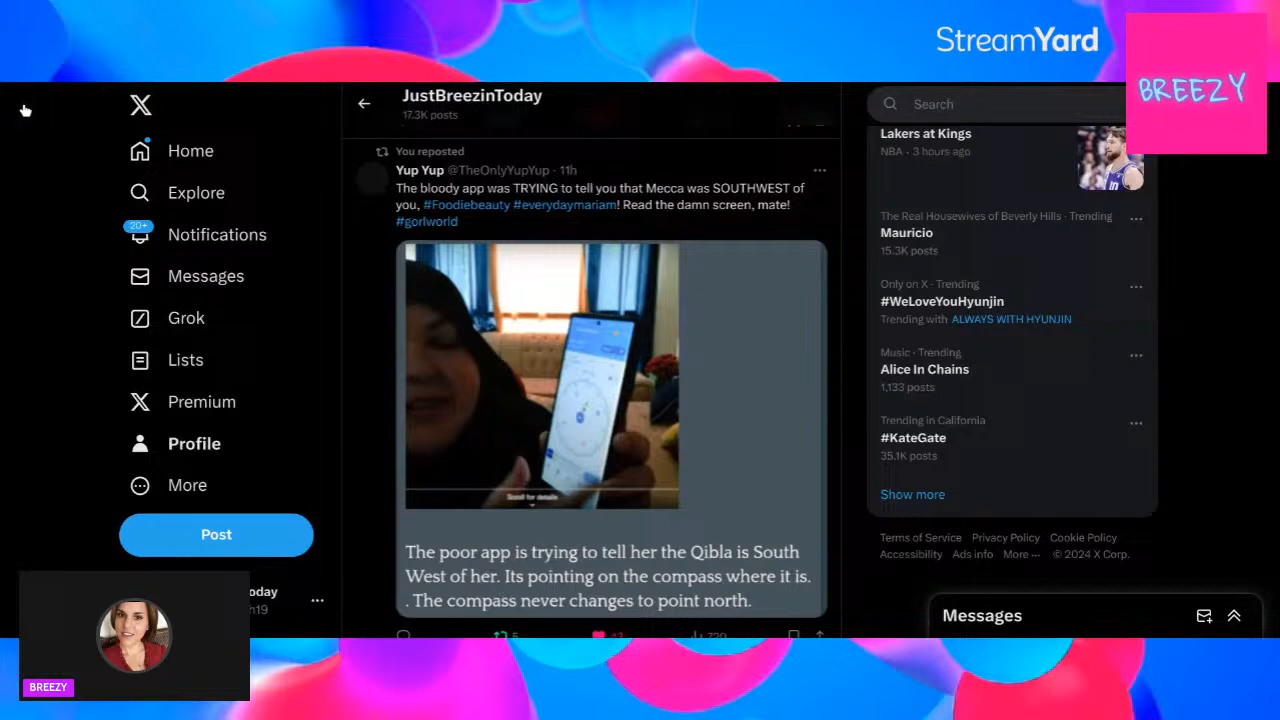 StreamYard
BREEZY
JustBreezinToday
17.3K posts
Home
Explore
20+
Notifications
Messages
Grok
Lists
Premium
Profile
More
Post
oday
h19
BREEZY
You reposted
Yup Yup @TheOnlyYupYup · 11h
The bloody app was TRYING to tell you that Mecca was SOUTHWEST of
you, #Foodiebeauty #everydaymariam! Read the damn screen, mate!
#gorlworld
Scroll for details
The poor app is trying to tell her the Qibla is South
West of her. Its pointing on the compass where it is.
. The compass never changes to point north.
5
43
720
Search
Lakers at Kings
NBA · 3 hours ago
The Real Housewives of Beverly Hills · Trending
Mauricio
15.3K posts
Only on X · Trending
#WeLoveYouHyunjin
Trending with ALWAYS WITH HYUNJIN
Music · Trending
Alice In Chains
1,133 posts
Trending in California
#KateGate
35.1K posts
Show more
Terms of Service Privacy Policy Cookie Policy
Accessibility Ads info More ··· © 2024 X Corp.
Messages